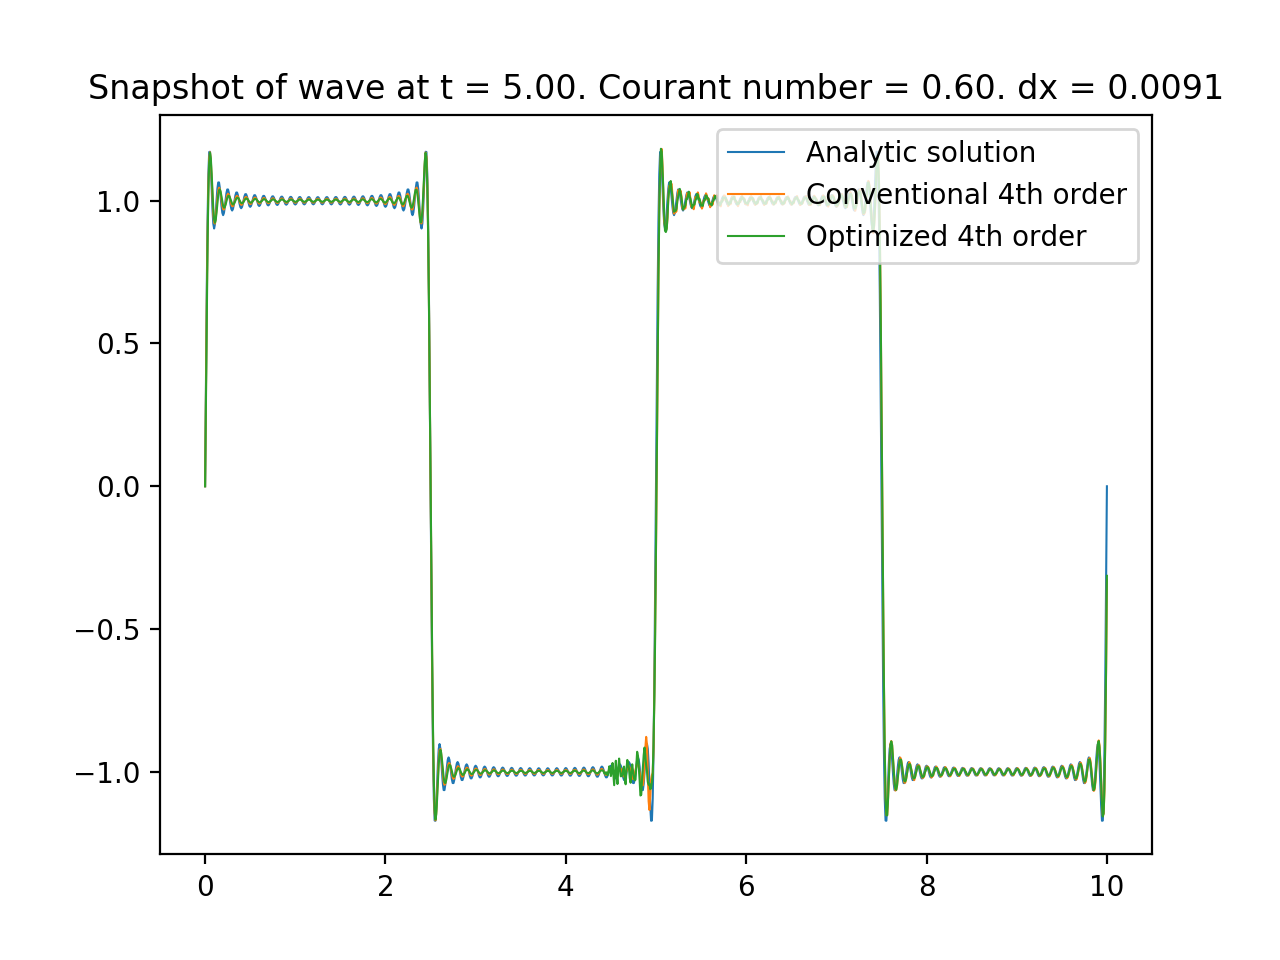 Snapshot of wave at t = 5.00. Courant number = 0.60. dx = 0.0091
Analytic solution
Conventional 4th order
Optimized 4th order
1.0
0.5
0.0
−0.5
−1.0
0 2 4 6 8 10